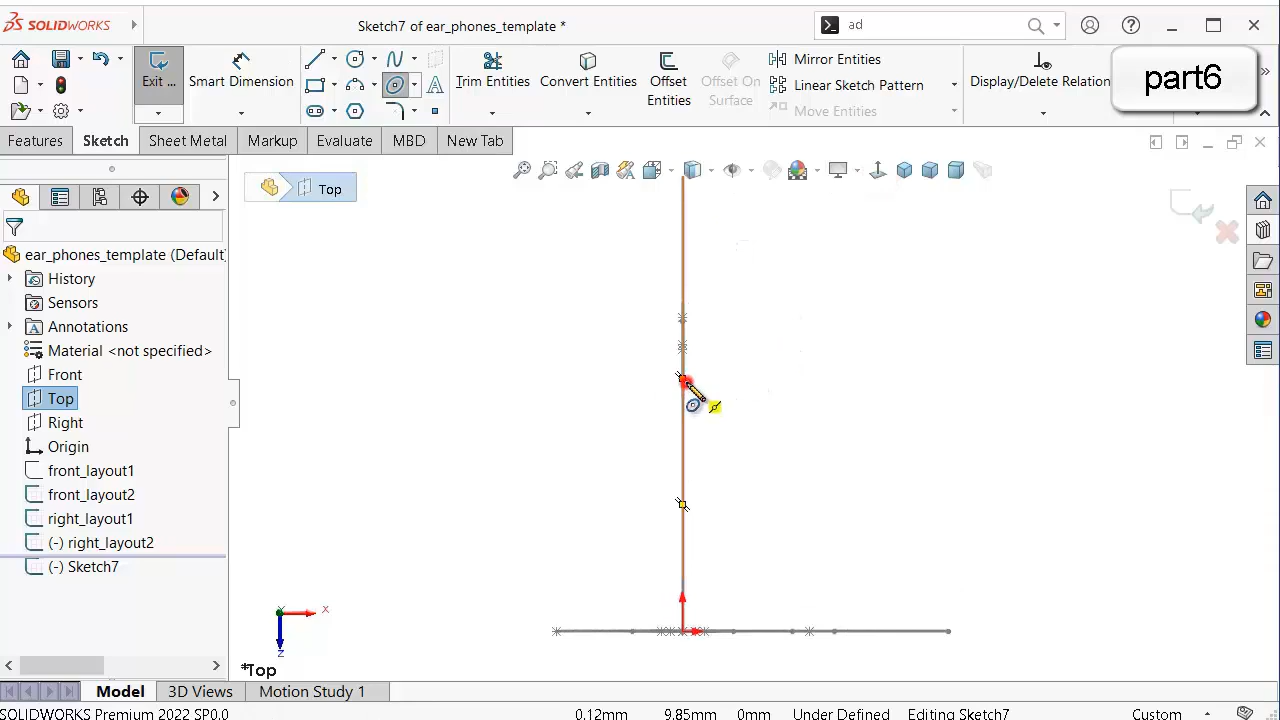 SOLIDWORKS
Sketch7 of ear_phones_template *
ad
Exit ...
Smart Dimension
Trim Entities
Convert Entities
Offset Entities
Offset On Surface
Mirror Entities
Linear Sketch Pattern
Move Entities
Display/Delete Relation
part6
Features
Sketch
Sheet Metal
Markup
Evaluate
MBD
New Tab
Top
ear_phones_template (Default)
History
Sensors
Annotations
Material <not specified>
Front
Top
Right
Origin
front_layout1
front_layout2
right_layout1
(-) right_layout2
(-) Sketch7
Y
X
Z
*Top
Model
3D Views
Motion Study 1
SOLIDWORKS Premium 2022 SP0.0
0.12mm
9.85mm
0mm
Under Defined
Editing Sketch7
Custom